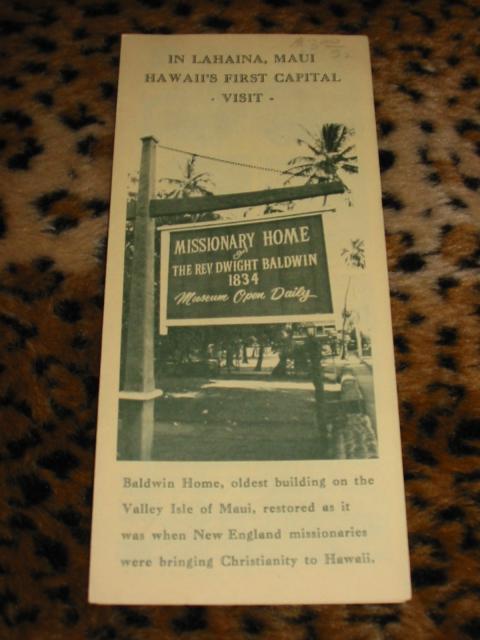 IN LAHAINA, MAUI
HAWAII'S FIRST CAPITAL
- VISIT -
MISSIONARY HOME
of
THE REV DWIGHT BALDWIN
1834
Museum Open Daily
Baldwin Home, oldest building on the
Valley Isle of Maui, restored as it
was when New England missionaries
were bringing Christianity to Hawaii.